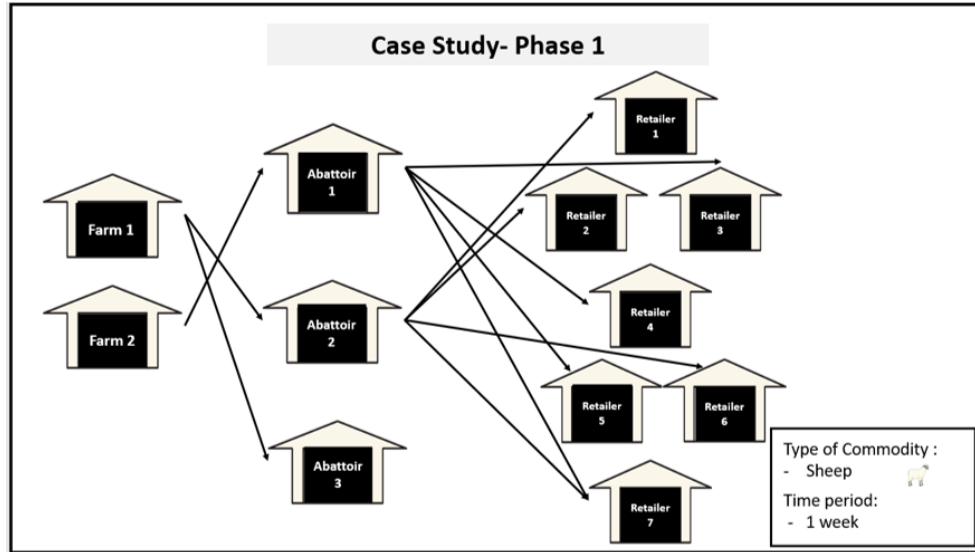 Case Study- Phase 1
Farm 1
Farm 2
Abattoir
1
Abattoir
2
Abattoir
3
Retailer
1
Retailer
2
Retailer
3
Retailer
4
Retailer
5
Retailer
6
Retailer
7
Type of Commodity :
- Sheep
Time period:
- 1 week